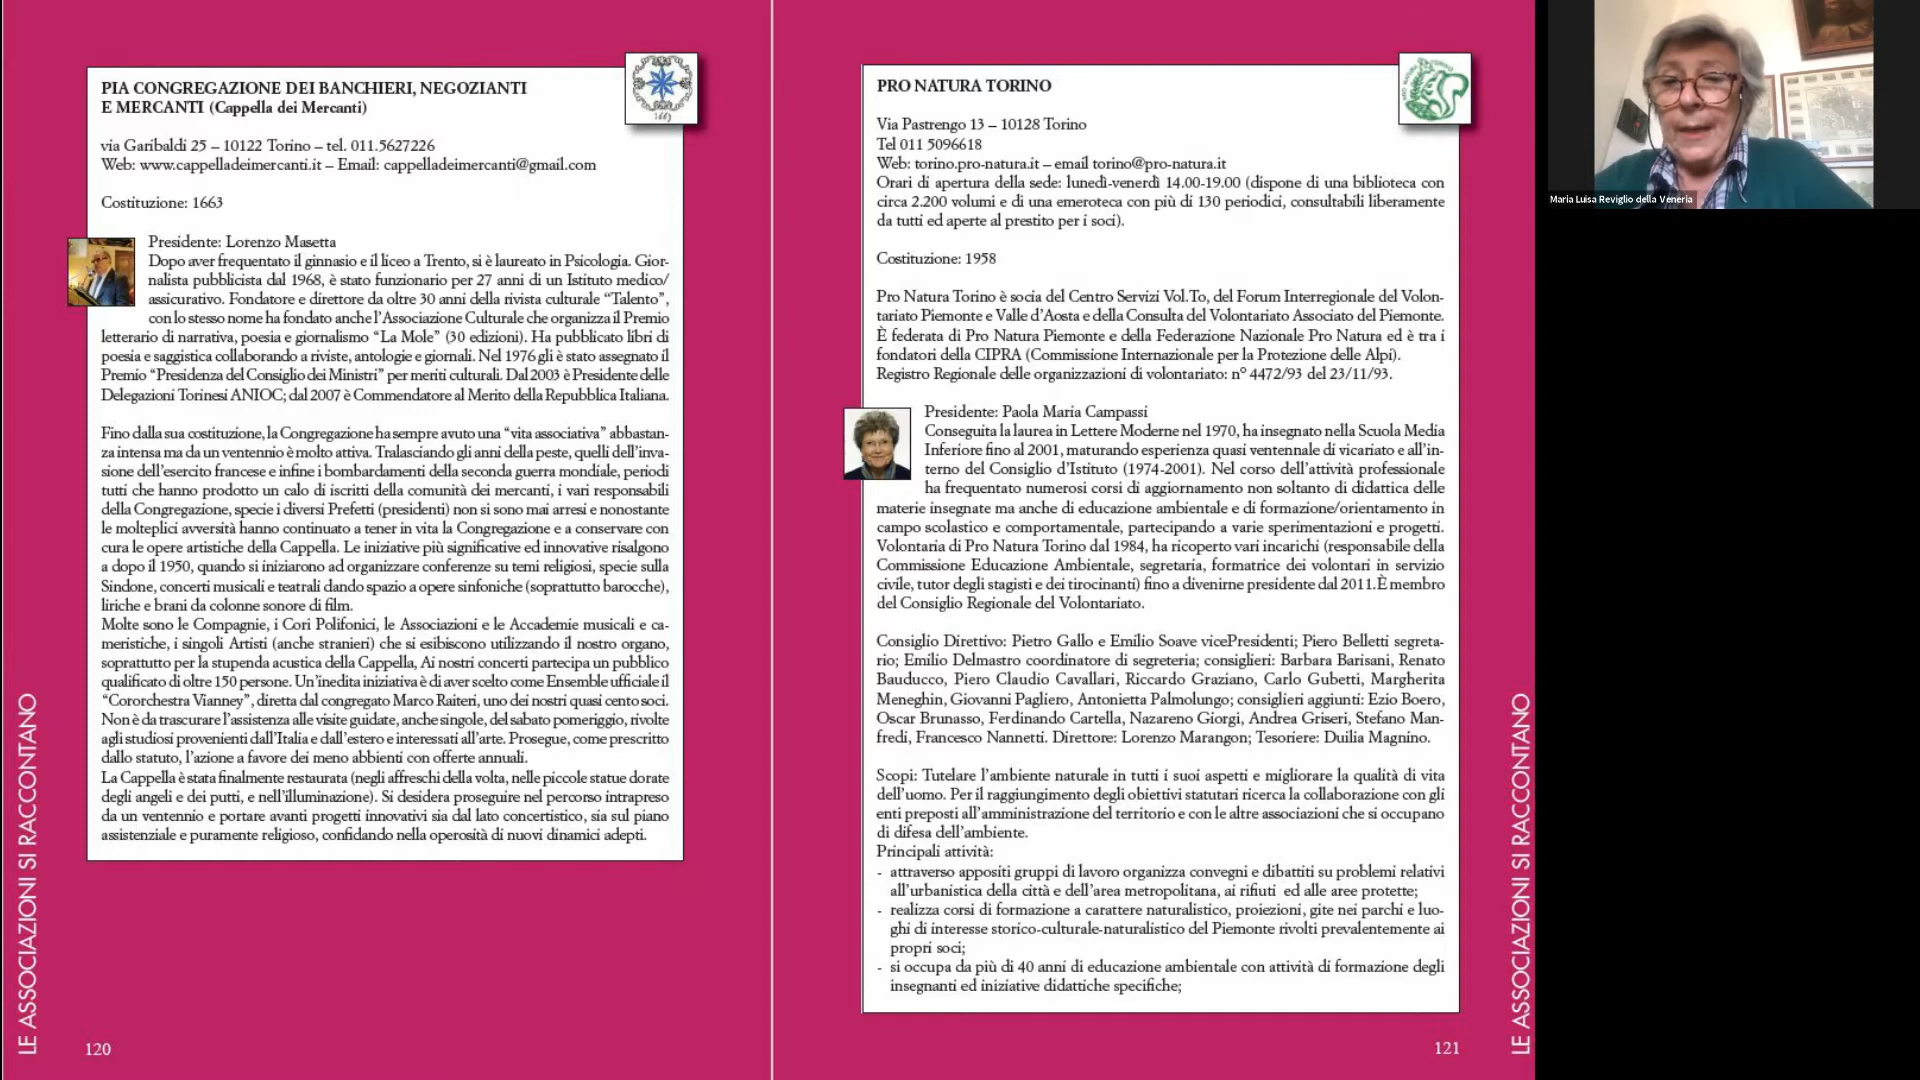 PIA CONGREGAZIONE DEI BANCHIERI, NEGOZIANTI
E MERCANTI (Cappella dei Mercanti)
1663
via Garibaldi 25 – 10122 Torino – tel. 011.5627226
Web: www.cappelladeimercanti.it – Email: cappelladeimercanti@gmail.com
Costituzione: 1663
Presidente: Lorenzo Masetta
Dopo aver frequentato il ginnasio e il liceo a Trento, si è laureato in Psicologia. Gior-
nalista pubblicista dal 1968, è stato funzionario per 27 anni di un Istituto medico/
assicurativo. Fondatore e direttore da oltre 30 anni della rivista culturale “Talento”,
con lo stesso nome ha fondato anche l’Associazione Culturale che organizza il Premio
letterario di narrativa, poesia e giornalismo “La Mole” (30 edizioni). Ha pubblicato libri di
poesia e saggistica collaborando a riviste, antologie e giornali. Nel 1976 gli è stato assegnato il
Premio “Presidenza del Consiglio dei Ministri” per meriti culturali. Dal 2003 è Presidente delle
Delegazioni Torinesi ANIOC; dal 2007 è Commendatore al Merito della Repubblica Italiana.
Fino dalla sua costituzione, la Congregazione ha sempre avuto una “vita associativa” abbastan-
za intensa ma da un ventennio è molto attiva. Tralasciando gli anni della peste, quelli dell’inva-
sione dell’esercito francese e infine i bombardamenti della seconda guerra mondiale, periodi
tutti che hanno prodotto un calo di iscritti della comunità dei mercanti, i vari responsabili
della Congregazione, specie i diversi Prefetti (presidenti) non si sono mai arresi e nonostante
le molteplici avversità hanno continuato a tener in vita la Congregazione e a conservare con
cura le opere artistiche della Cappella. Le iniziative più significative ed innovative risalgono
a dopo il 1950, quando si iniziarono ad organizzare conferenze su temi religiosi, specie sulla
Sindone, concerti musicali e teatrali dando spazio a opere sinfoniche (soprattutto barocche),
liriche e brani da colonne sonore di film.
Molte sono le Compagnie, i Cori Polifonici, le Associazioni e le Accademie musicali e ca-
meristiche, i singoli Artisti (anche stranieri) che si esibiscono utilizzando il nostro organo,
soprattutto per la stupenda acustica della Cappella, Ai nostri concerti partecipa un pubblico
qualificato di oltre 150 persone. Un’inedita iniziativa è di aver scelto come Ensemble ufficiale il
“Cororchestra Vianney”, diretta dal congregato Marco Raiteri, uno dei nostri quasi cento soci.
Non è da trascurare l’assistenza alle visite guidate, anche singole, del sabato pomeriggio, rivolte
agli studiosi provenienti dall’Italia e dall’estero e interessati all’arte. Prosegue, come prescritto
dallo statuto, l’azione a favore dei meno abbienti con offerte annuali.
La Cappella è stata finalmente restaurata (negli affreschi della volta, nelle piccole statue dorate
degli angeli e dei putti, e nell’illuminazione). Si desidera proseguire nel percorso intrapreso
da un ventennio e portare avanti progetti innovativi sia dal lato concertistico, sia sul piano
assistenziale e puramente religioso, confidando nella operosità di nuovi dinamici adepti.
LE ASSOCIAZIONI SI RACCONTANO
120
PRO NATURA TORINO
Via Pastrengo 13 – 10128 Torino
Tel 011 5096618
Web: torino.pro-natura.it – email torino@pro-natura.it
Orari di apertura della sede: lunedì-venerdì 14.00-19.00 (dispone di una biblioteca con
circa 2.200 volumi e di una emeroteca con più di 130 periodici, consultabili liberamente
da tutti ed aperte al prestito per i soci).
Costituzione: 1958
Pro Natura Torino è socia del Centro Servizi Vol.To, del Forum Interregionale del Volon-
tariato Piemonte e Valle d’Aosta e della Consulta del Volontariato Associato del Piemonte.
È federata di Pro Natura Piemonte e della Federazione Nazionale Pro Natura ed è tra i
fondatori della CIPRA (Commissione Internazionale per la Protezione delle Alpi).
Registro Regionale delle organizzazioni di volontariato: n° 4472/93 del 23/11/93.
Presidente: Paola Maria Campassi
Conseguita la laurea in Lettere Moderne nel 1970, ha insegnato nella Scuola Media
Inferiore fino al 2001, maturando esperienza quasi ventennale di vicariato e all’in-
terno del Consiglio d’Istituto (1974-2001). Nel corso dell’attività professionale
ha frequentato numerosi corsi di aggiornamento non soltanto di didattica delle
materie insegnate ma anche di educazione ambientale e di formazione/orientamento in
campo scolastico e comportamentale, partecipando a varie sperimentazioni e progetti.
Volontaria di Pro Natura Torino dal 1984, ha ricoperto vari incarichi (responsabile della
Commissione Educazione Ambientale, segretaria, formatrice dei volontari in servizio
civile, tutor degli stagisti e dei tirocinanti) fino a divenirne presidente dal 2011.È membro
del Consiglio Regionale del Volontariato.
Consiglio Direttivo: Pietro Gallo e Emilio Soave vicePresidenti; Piero Belletti segreta-
rio; Emilio Delmastro coordinatore di segreteria; consiglieri: Barbara Barisani, Renato
Bauducco, Piero Claudio Cavallari, Riccardo Graziano, Carlo Gubetti, Margherita
Meneghin, Giovanni Pagliero, Antonietta Palmolungo; consiglieri aggiunti: Ezio Boero,
Oscar Brunasso, Ferdinando Cartella, Nazareno Giorgi, Andrea Griseri, Stefano Man-
fredi, Francesco Nannetti. Direttore: Lorenzo Marangon; Tesoriere: Duilia Magnino.
Scopi: Tutelare l’ambiente naturale in tutti i suoi aspetti e migliorare la qualità di vita
dell’uomo. Per il raggiungimento degli obiettivi statutari ricerca la collaborazione con gli
enti preposti all’amministrazione del territorio e con le altre associazioni che si occupano
di difesa dell’ambiente.
Principali attività:
- attraverso appositi gruppi di lavoro organizza convegni e dibattiti su problemi relativi
all’urbanistica della città e dell’area metropolitana, ai rifiuti ed alle aree protette;
- realizza corsi di formazione a carattere naturalistico, proiezioni, gite nei parchi e luo-
ghi di interesse storico-culturale-naturalistico del Piemonte rivolti prevalentemente ai
propri soci;
- si occupa da più di 40 anni di educazione ambientale con attività di formazione degli
insegnanti ed iniziative didattiche specifiche;
LE ASSOCIAZIONI SI RACCONTANO
121
Maria Luisa Reviglio della Veneria